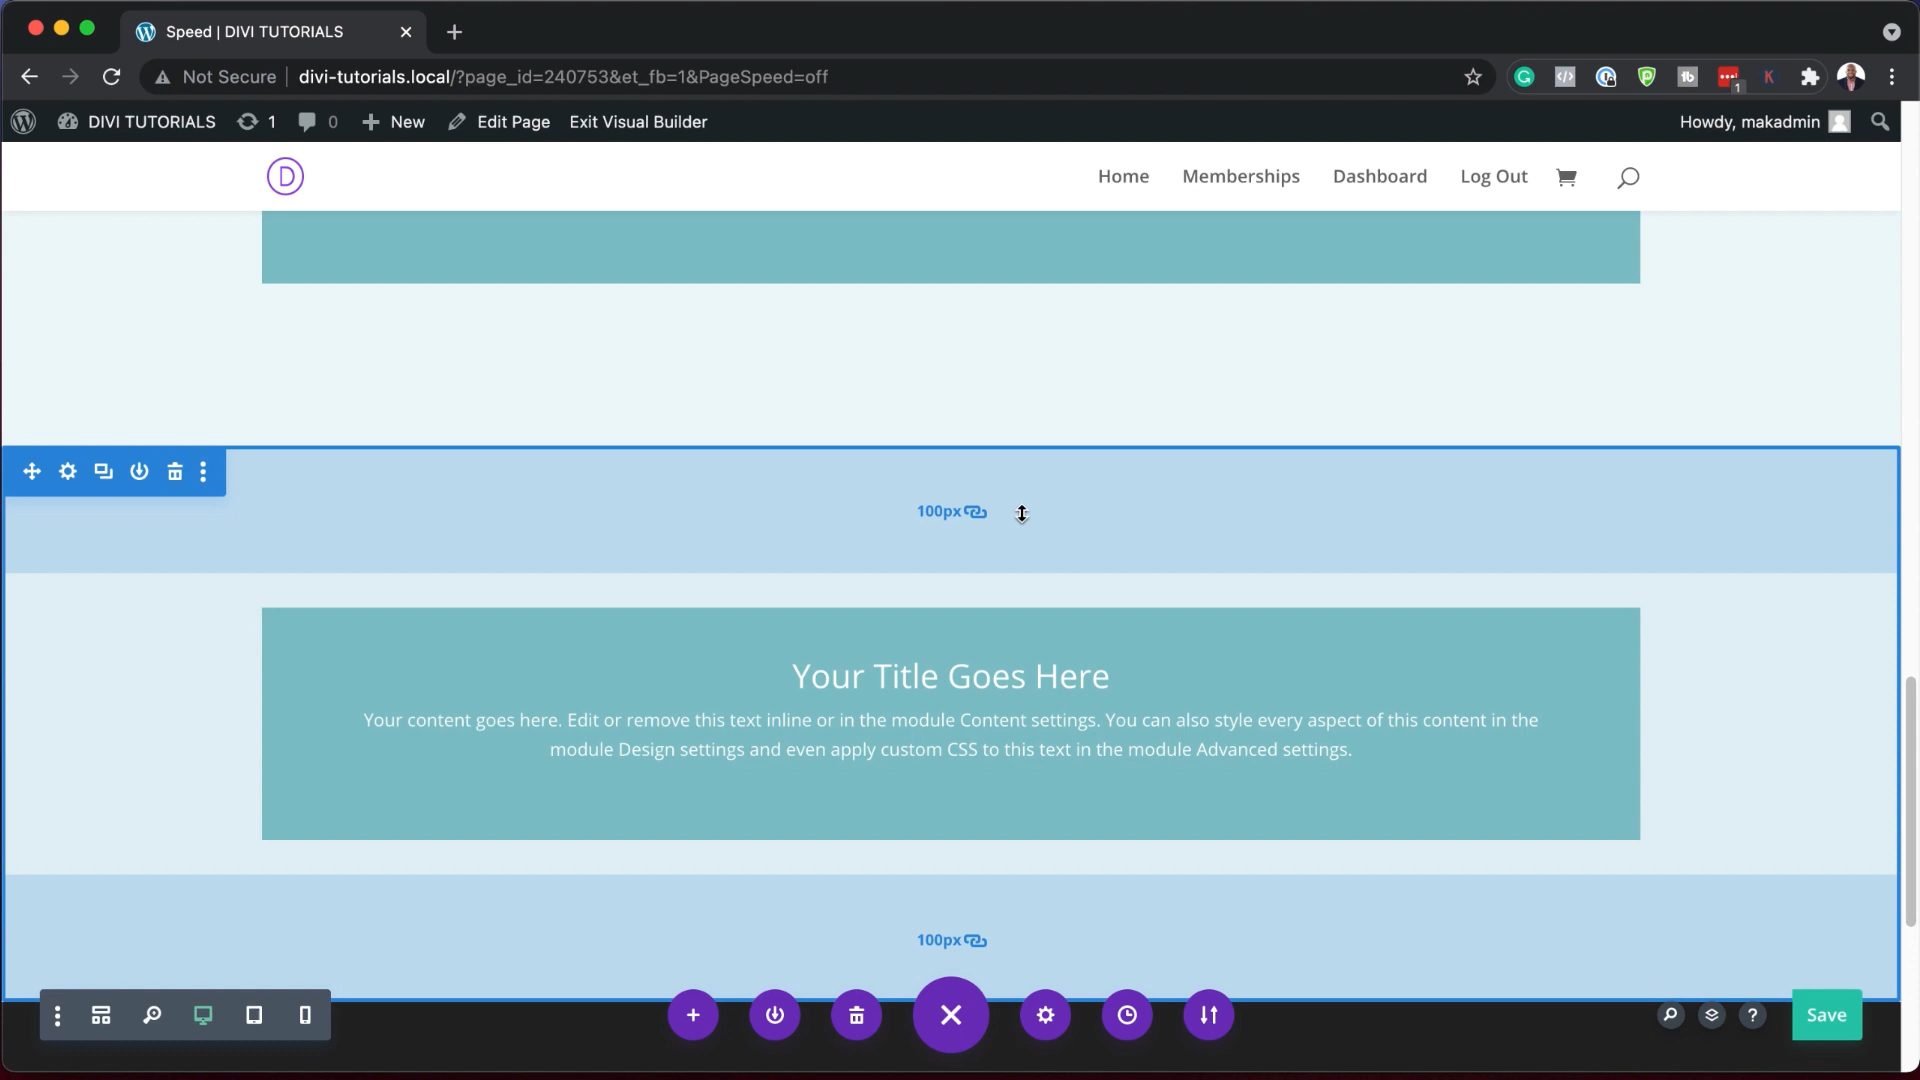 Speed | DIVI TUTORIALS
Not Secure divi-tutorials.local/?page_id=240753&et_fb=1&PageSpeed=off
1
DIVI TUTORIALS 1 0 New Edit Page Exit Visual Builder Howdy, makadmin
D Home Memberships Dashboard Log Out
100px
Your Title Goes Here
Your content goes here. Edit or remove this text inline or in the module Content settings. You can also style every aspect of this content in the
module Design settings and even apply custom CSS to this text in the module Advanced settings.
100px
Save